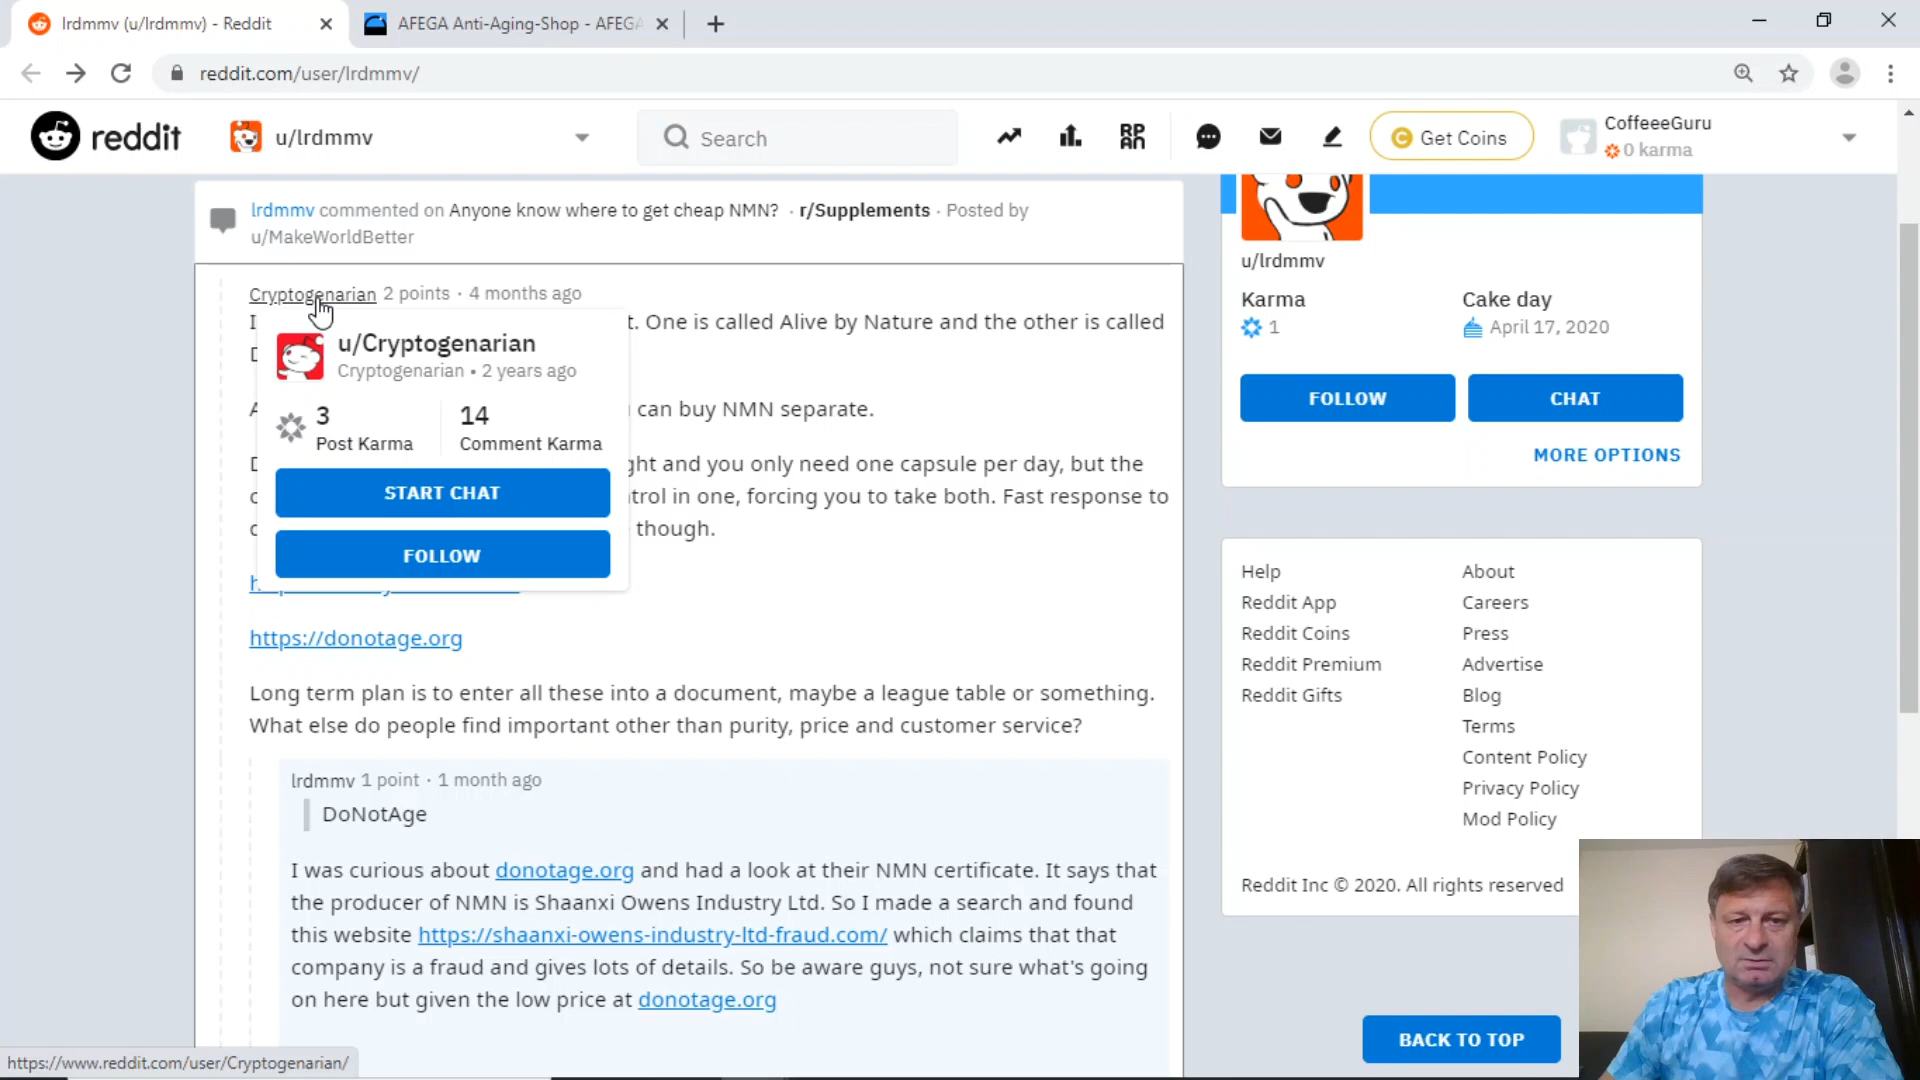 lrdmmv (u/lrdmmv) - Reddit
AFEGA Anti-Aging-Shop - AFEGA
reddit.com/user/lrdmmv/
reddit
u/lrdmmv
Search
Get Coins
CoffeeeGuru
0 karma
lrdmmv commented on Anyone know where to get cheap NMN? · r/Supplements · Posted by
u/MakeWorldBetter
Cryptogenarian 2 points · 4 months ago
t. One is called Alive by Nature and the other is called
u/Cryptogenarian
Cryptogenarian • 2 years ago
can buy NMN separate.
3
Post Karma
14
Comment Karma
ght and you only need one capsule per day, but the
START CHAT
trol in one, forcing you to take both. Fast response to
though.
FOLLOW
https://donotage.org
Long term plan is to enter all these into a document, maybe a league table or something.
What else do people find important other than purity, price and customer service?
lrdmmv 1 point · 1 month ago
DoNotAge
I was curious about donotage.org and had a look at their NMN certificate. It says that
the producer of NMN is Shaanxi Owens Industry Ltd. So I made a search and found
this website https://shaanxi-owens-industry-ltd-fraud.com/ which claims that that
company is a fraud and gives lots of details. So be aware guys, not sure what's going
on here but given the low price at donotage.org
u/lrdmmv
Karma
1
Cake day
April 17, 2020
FOLLOW
CHAT
MORE OPTIONS
Help
About
Reddit App
Careers
Reddit Coins
Press
Reddit Premium
Advertise
Reddit Gifts
Blog
Terms
Content Policy
Privacy Policy
Mod Policy
Reddit Inc © 2020. All rights reserved
BACK TO TOP
https://www.reddit.com/user/Cryptogenarian/